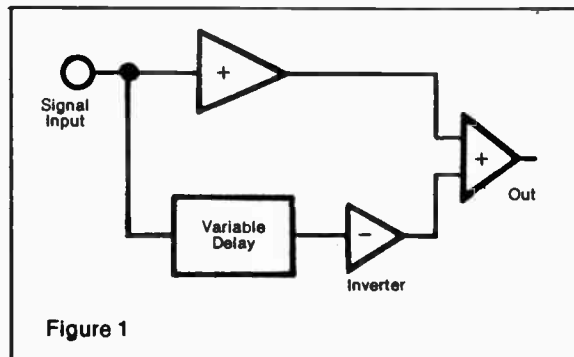 +
Signal
Input
+
Out
Variable
Delay
−
Inverter
Figure 1